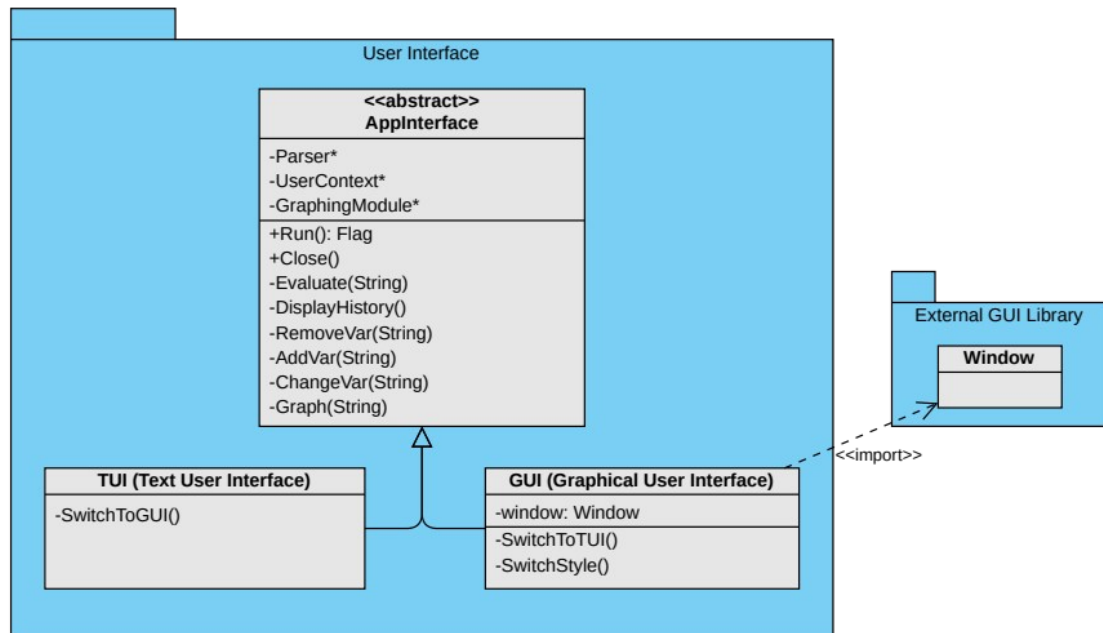 User Interface
<<abstract>>
AppInterface
-Parser*
-UserContext*
-GraphingModule*
+Run(): Flag
+Close()
-Evaluate(String)
-DisplayHistory()
-RemoveVar(String)
-AddVar(String)
-ChangeVar(String)
-Graph(String)
External GUI Library
Window
<<import>>
TUI (Text User Interface)
-SwitchToGUI()
GUI (Graphical User Interface)
-window: Window
-SwitchToTUI()
-SwitchStyle()